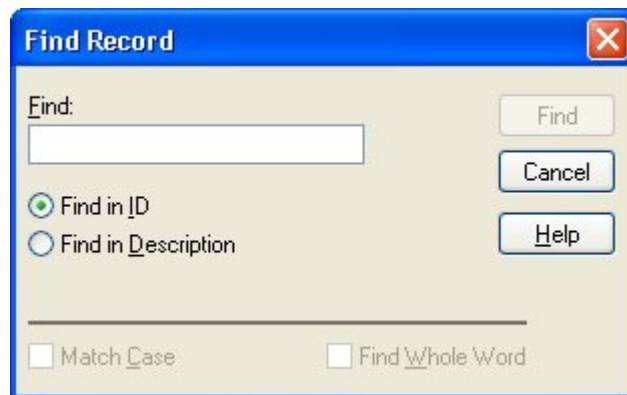 Find Record
Find:
Find
Cancel
Find in ID
Find in Description
Help
Match Case
Find Whole Word